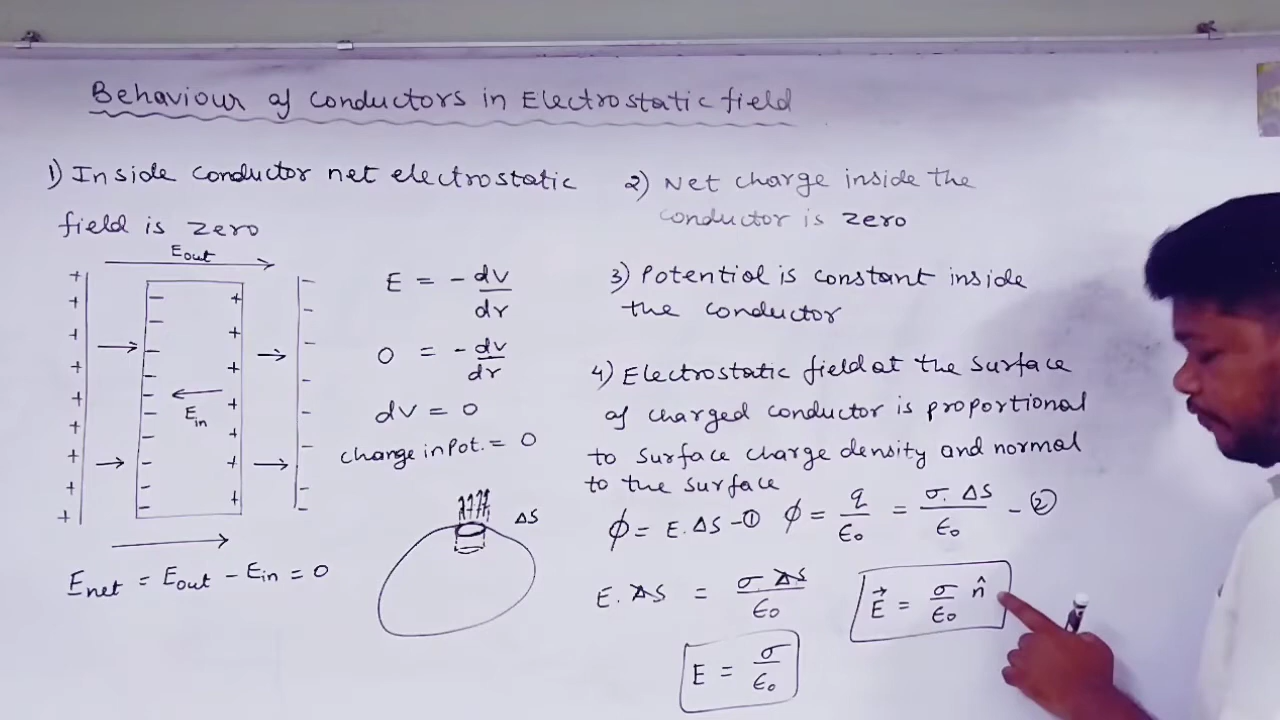 Behaviour of conductors in Electrostatic field
1) Inside conductor net electrostatic
field is zero
Eout
+ + + + + + + + +
- - - - - - - - -
+ + + + + + +
- - - - - - - -
Ein
Enet = Eout - Ein = 0
E = - dV/dr
0 = - dV/dr
dV = 0
change in Pot. = 0
ΔS
2) Net charge inside the
conductor is zero
3) Potential is constant inside
the conductor
4) Electrostatic field at the surface
of charged conductor is proportional
to surface charge density and normal
to the surface
ϕ = E.ΔS - ① ϕ = q/ε₀ = σ.ΔS/ε₀ - ②
E.ΔS = σ.ΔS/ε₀
E⃗ = σ/ε₀ n̂
E = σ/ε₀